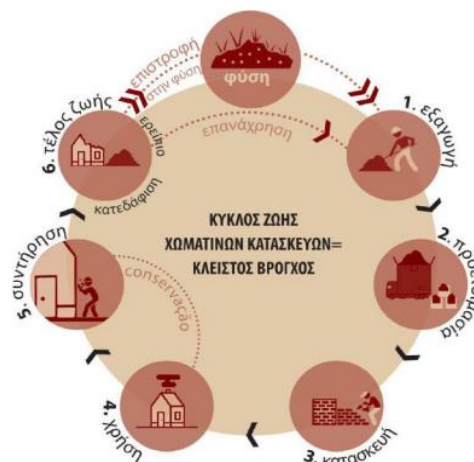 επιστροφή
στην φύση
φύση
επανάχρηση
1. εξαγωγή
2. προετοιμασία
3. κατασκευή
4. χρήση
5. συντήρηση
conservação
6. τέλος ζωής
ερείπιο
κατεδάφιση
ΚΥΚΛΟΣ ΖΩΗΣ
ΧΩΜΑΤΙΝΩΝ ΚΑΤΑΣΚΕΥΩΝ=
ΚΛΕΙΣΤΟΣ ΒΡΟΓΧΟΣ